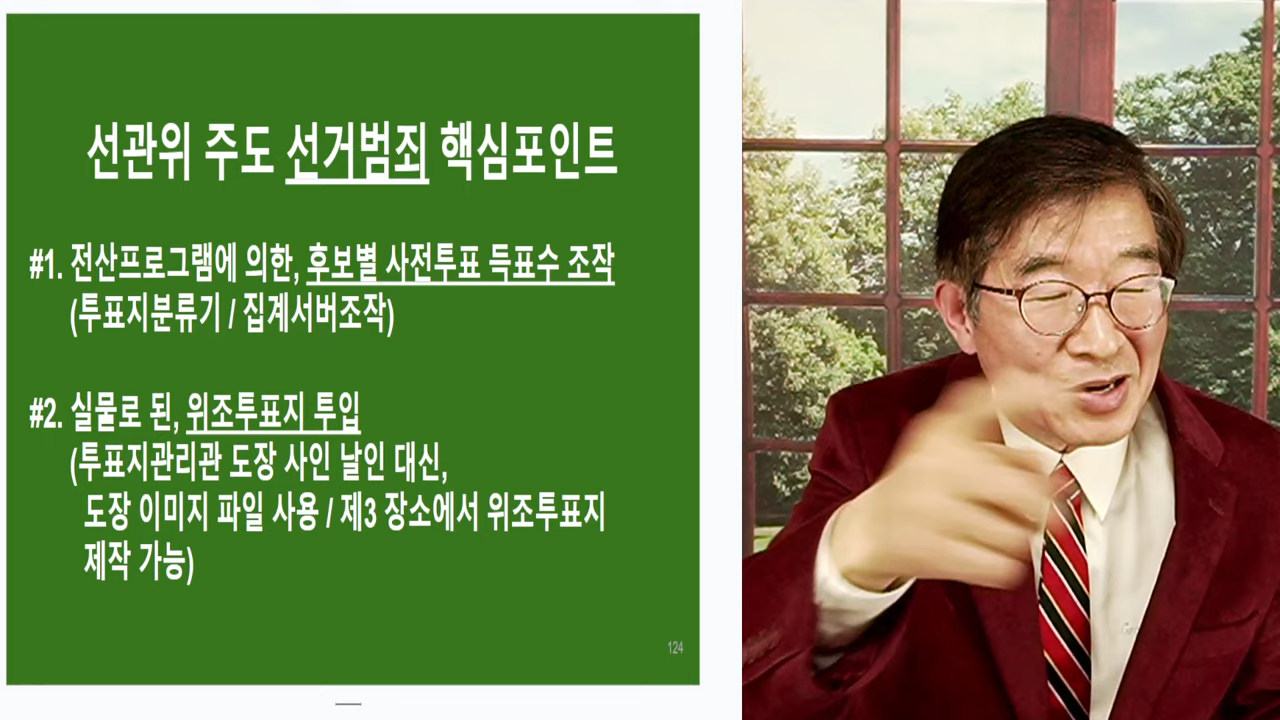 선관위 주도 선거범죄 핵심포인트
#1. 전산프로그램에 의한, 후보별 사전투표 득표수 조작
(투표지분류기 / 집계서버조작)
#2. 실물로 된, 위조투표지 투입
(투표지관리관 도장 사인 날인 대신,
도장 이미지 파일 사용 / 제3 장소에서 위조투표지
제작 가능)
124